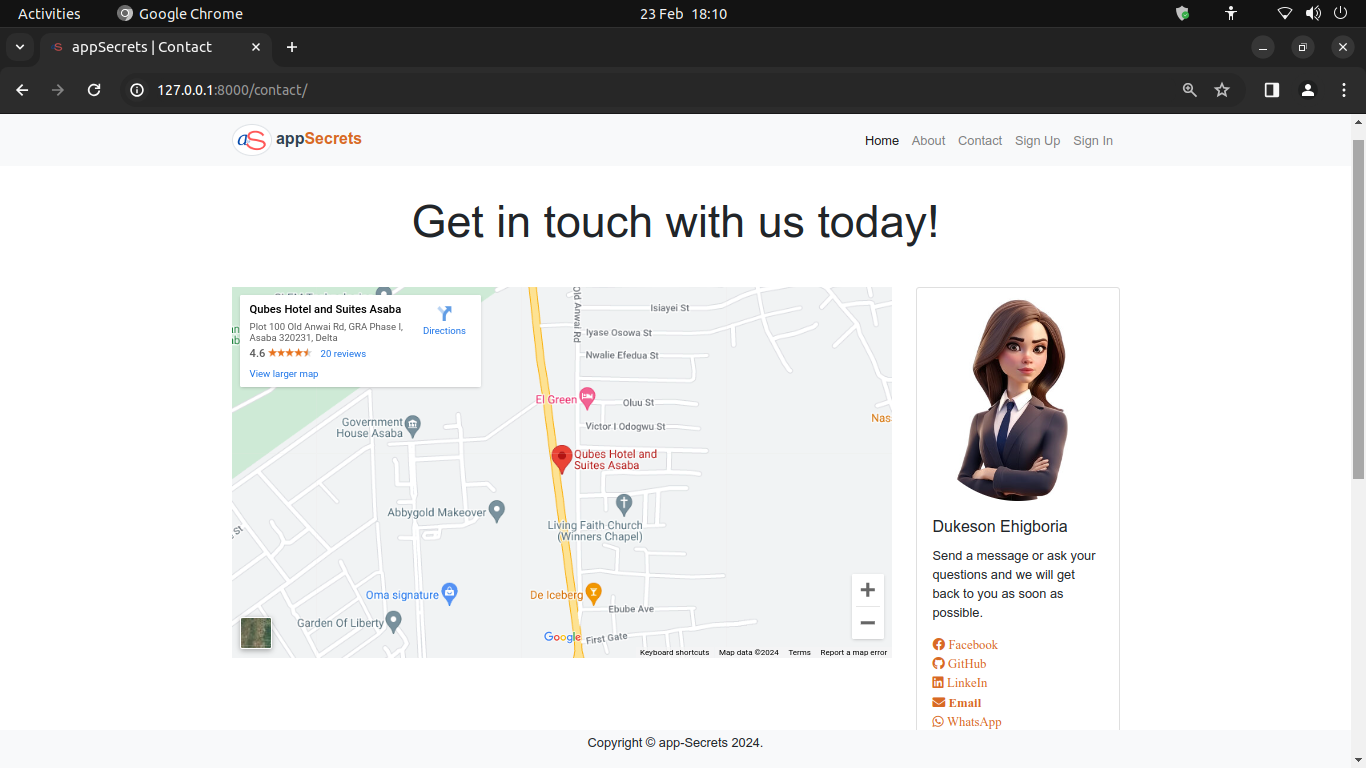 Activities
Google Chrome
23 Feb 18:10
appSecrets | Contact
127.0.0.1:8000/contact/
aS appSecrets
Home About Contact Sign Up Sign In
Get in touch with us today!
Qubes Hotel and Suites Asaba
Plot 100 Old Anwai Rd, GRA Phase I,
Asaba 320231, Delta
4.6 20 reviews
View larger map
Directions
Old Anwai Rd
Isiayei St
Iyase Osowa St
Nwalie Efedua St
El Green
Oluu St
Nas
Government
House Asaba
Victor I Odogwu St
Qubes Hotel and
Suites Asaba
Abbygold Makeover
Living Faith Church
(Winners Chapel)
St
Oma signature
De Iceberg
Ebube Ave
Garden Of Liberty
Google
First Gate
Keyboard shortcuts Map data ©2024 Terms Report a map error
Dukeson Ehigboria
Send a message or ask your
questions and we will get
back to you as soon as
possible.
Facebook
GitHub
LinkeIn
Email
WhatsApp
Copyright © app-Secrets 2024.